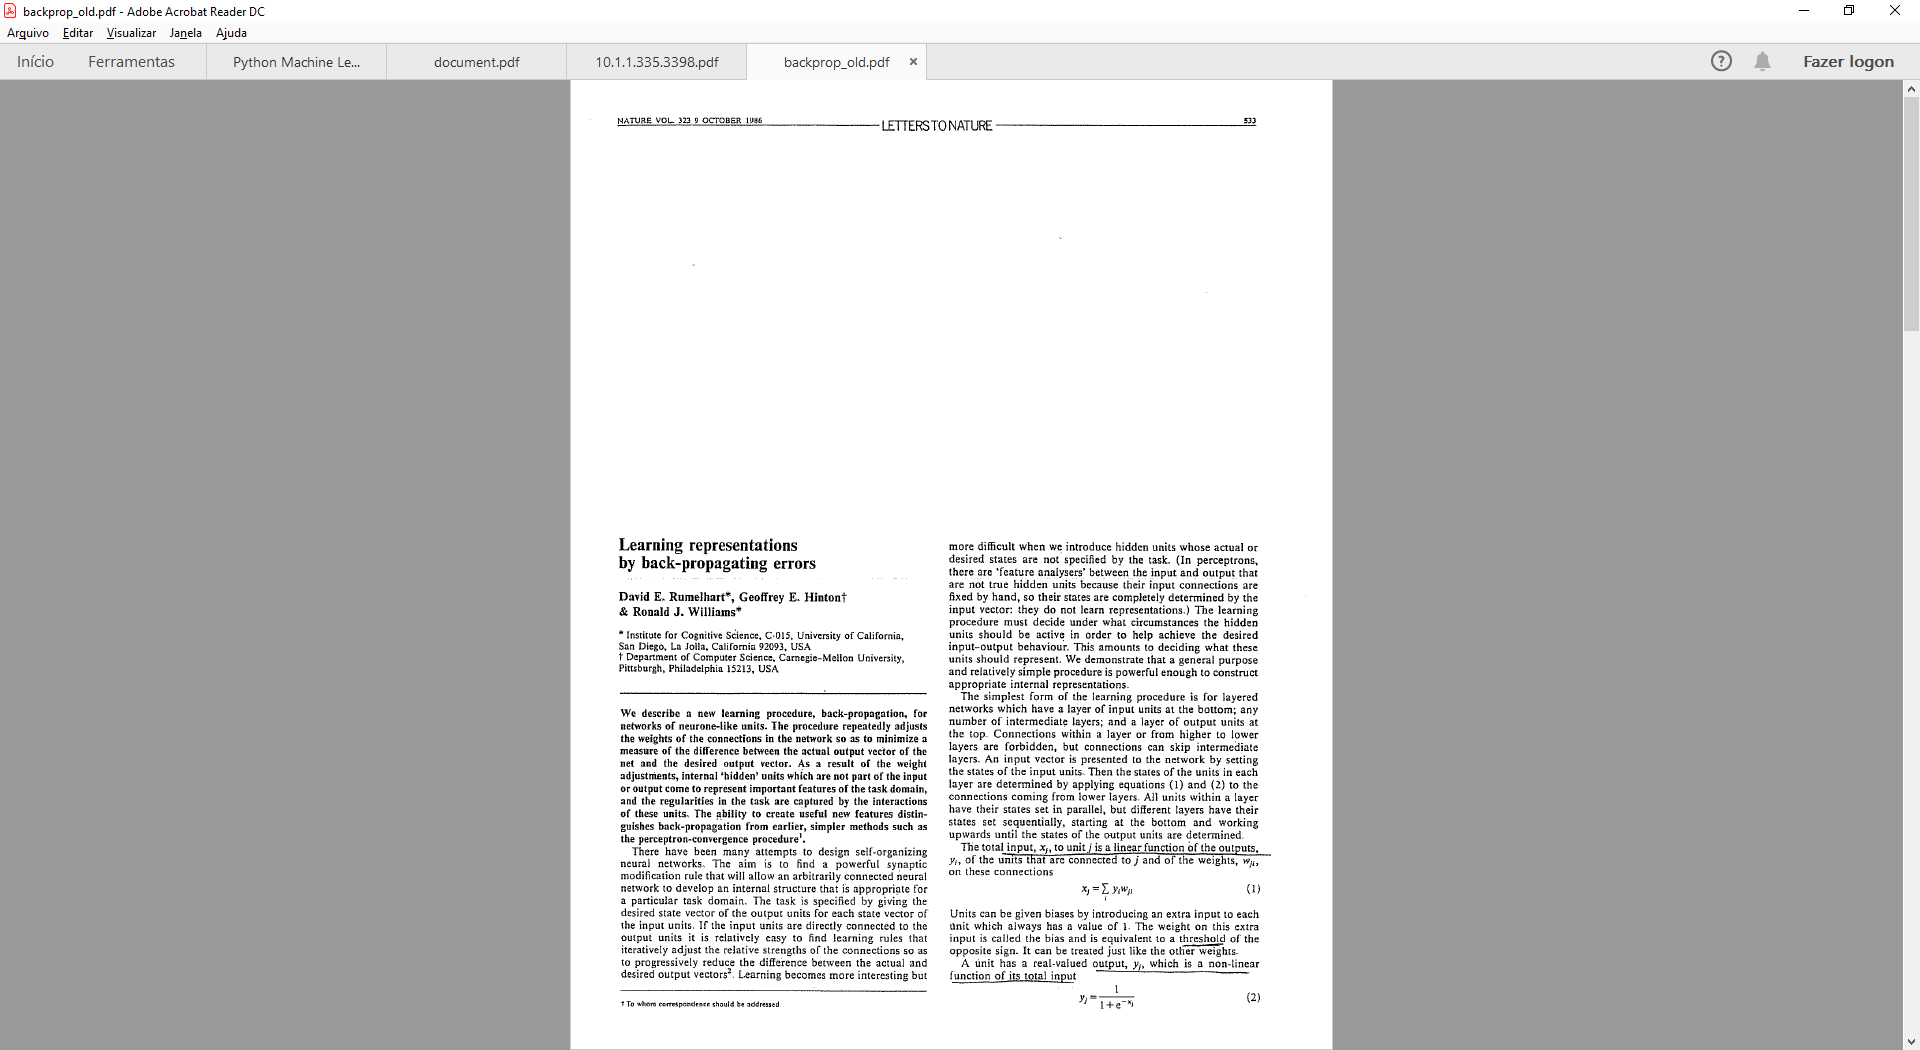 backprop_old.pdf - Adobe Acrobat Reader DC
Arquivo Editar Visualizar Janela Ajuda
Início Ferramentas Python Machine Le... document.pdf 10.1.1.335.3398.pdf backprop_old.pdf × ? Fazer logon
NATURE VOL. 323 9 OCTOBER 1986 LETTERS TO NATURE 533
Learning representations
by back-propagating errors
David E. Rumelhart*, Geoffrey E. Hinton†
& Ronald J. Williams*
* Institute for Cognitive Science, C-015, University of California,
San Diego, La Jolla, California 92093, USA
† Department of Computer Science, Carnegie-Mellon University,
Pittsburgh, Philadelphia 15213, USA
We describe a new learning procedure, back-propagation, for
networks of neurone-like units. The procedure repeatedly adjusts
the weights of the connections in the network so as to minimize a
measure of the difference between the actual output vector of the
net and the desired output vector. As a result of the weight
adjustments, internal ‘hidden’ units which are not part of the input
or output come to represent important features of the task domain,
and the regularities in the task are captured by the interactions
of these units. The ability to create useful new features distin-
guishes back-propagation from earlier, simpler methods such as
the perceptron-convergence procedure¹.
There have been many attempts to design self-organizing
neural networks. The aim is to find a powerful synaptic
modification rule that will allow an arbitrarily connected neural
network to develop an internal structure that is appropriate for
a particular task domain. The task is specified by giving the
desired state vector of the output units for each state vector of
the input units. If the input units are directly connected to the
output units it is relatively easy to find learning rules that
iteratively adjust the relative strengths of the connections so as
to progressively reduce the difference between the actual and
desired output vectors². Learning becomes more interesting but
† To whom correspondence should be addressed.
more difficult when we introduce hidden units whose actual or
desired states are not specified by the task. (In perceptrons,
there are ‘feature analysers’ between the input and output that
are not true hidden units because their input connections are
fixed by hand, so their states are completely determined by the
input vector: they do not learn representations.) The learning
procedure must decide under what circumstances the hidden
units should be active in order to help achieve the desired
input–output behaviour. This amounts to deciding what these
units should represent. We demonstrate that a general purpose
and relatively simple procedure is powerful enough to construct
appropriate internal representations.
The simplest form of the learning procedure is for layered
networks which have a layer of input units at the bottom; any
number of intermediate layers; and a layer of output units at
the top. Connections within a layer or from higher to lower
layers are forbidden, but connections can skip intermediate
layers. An input vector is presented to the network by setting
the states of the input units. Then the states of the units in each
layer are determined by applying equations (1) and (2) to the
connections coming from lower layers. All units within a layer
have their states set in parallel, but different layers have their
states set sequentially, starting at the bottom and working
upwards until the states of the output units are determined.
The total input, xⱼ, to unit j is a linear function of the outputs,
yᵢ, of the units that are connected to j and of the weights, wⱼᵢ,
on these connections
xⱼ = Σᵢ yᵢwⱼᵢ (1)
Units can be given biases by introducing an extra input to each
unit which always has a value of 1. The weight on this extra
input is called the bias and is equivalent to a threshold of the
opposite sign. It can be treated just like the other weights.
A unit has a real-valued output, yⱼ, which is a non-linear
function of its total input
yⱼ = 1 / (1 + e^(−xⱼ)) (2)